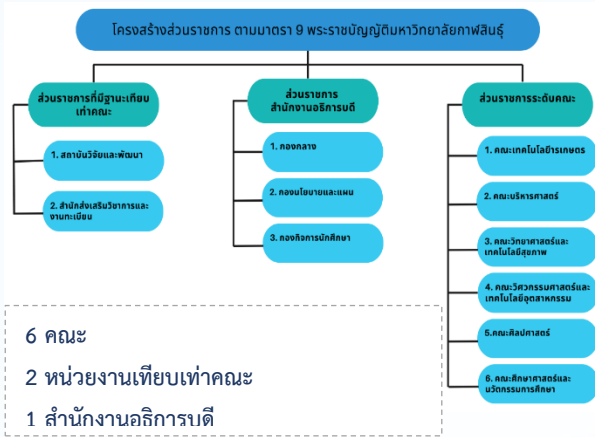 โครงสร้างส่วนราชการ ตามมาตรา 9 พระราชบัญญัติมหาวิทยาลัยกาฬสินธุ์
ส่วนราชการที่มีฐานะเทียบ
เท่าคณะ
1. สถาบันวิจัยและพัฒนา
2. สำนักส่งเสริมวิชาการและ
งานทะเบียน
ส่วนราชการ
สำนักงานอธิการบดี
1. กองกลาง
2. กองนโยบายและแผน
3. กองกิจการนักศึกษา
ส่วนราชการระดับคณะ
1. คณะเทคโนโลยีรเกษตร
2. คณะบริหารศาสตร์
3. คณะวิทยาศาสตร์และ
เทคโนโลยีสุขภาพ
4. คณะวิศวกรรมศาสตร์และ
เทคโนโลยีอุตสาหกรรม
5.คณะศิลปศาสตร์
6. คณะศึกษาศาสตร์และ
นวัตกรรมการศึกษา
6 คณะ
2 หน่วยงานเทียบเท่าคณะ
1 สำนักงานอธิการบดี